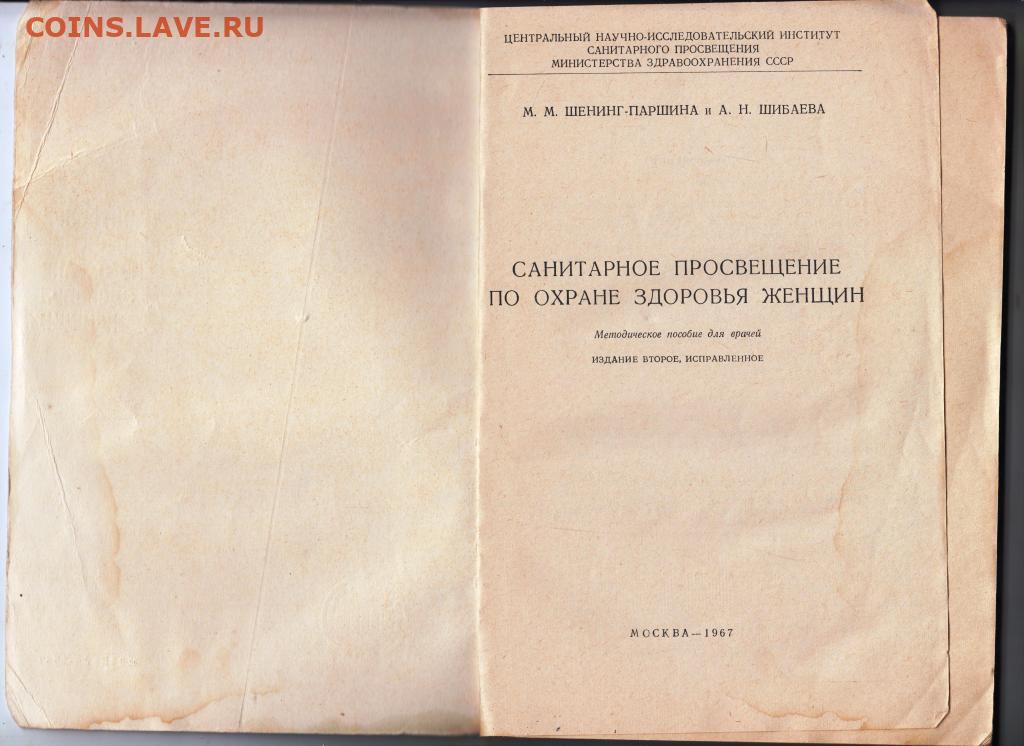 COINS.LAVE.RU
ЦЕНТРАЛЬНЫЙ НАУЧНО-ИССЛЕДОВАТЕЛЬСКИЙ ИНСТИТУТ
САНИТАРНОГО ПРОСВЕЩЕНИЯ
МИНИСТЕРСТВА ЗДРАВООХРАНЕНИЯ СССР
М. М. ШЕНИНГ-ПАРШИНА и А. Н. ШИБАЕВА
САНИТАРНОЕ ПРОСВЕЩЕНИЕ
ПО ОХРАНЕ ЗДОРОВЬЯ ЖЕНЩИН
Методическое пособие для врачей
ИЗДАНИЕ ВТОРОЕ, ИСПРАВЛЕННОЕ
МОСКВА—1967